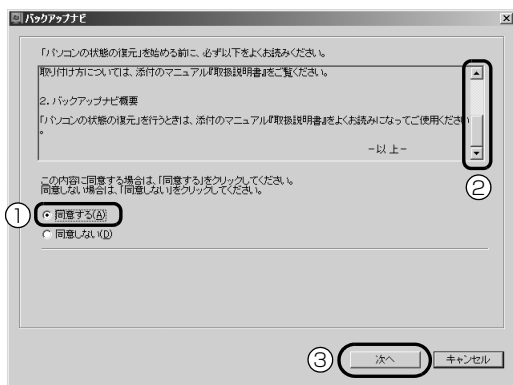 バックアップナビ
「パソコンの状態の復元」を始める前に、必ず以下をよくお読みください。
取り付け方については、添付のマニュアル『取扱説明書』をご覧ください。
2. バックアップナビ概要
「パソコンの状態の復元」を行うときは、添付のマニュアル『取扱説明書』をよくお読みになってご使用ください
。
－以上－
②
この内容に同意する場合は、「同意する」をクリックしてください。
同意しない場合は、「同意しない」をクリックしてください。
① 同意する(A)
同意しない(D)
③ 次へ キャンセル